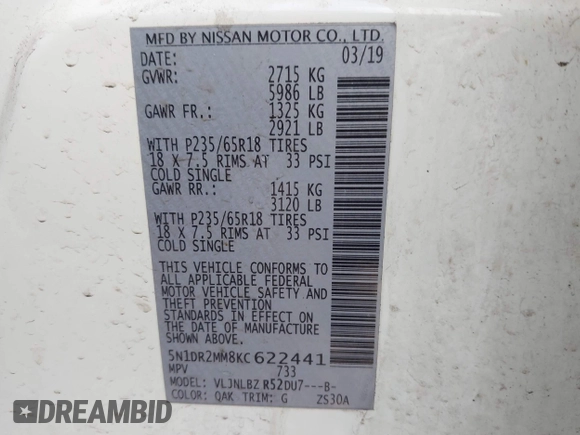 MFD BY NISSAN MOTOR CO., LTD.
DATE: 03/19
GVWR: 2715 KG
5986 LB
GAWR FR.: 1325 KG
2921 LB
WITH P235/65R18 TIRES
18 X 7.5 RIMS AT 33 PSI
COLD SINGLE
GAWR RR.: 1415 KG
3120 LB
WITH P235/65R18 TIRES
18 X 7.5 RIMS AT 33 PSI
COLD SINGLE
THIS VEHICLE CONFORMS TO
ALL APPLICABLE FEDERAL
MOTOR VEHICLE SAFETY AND
THEFT PREVENTION
STANDARDS IN EFFECT ON
THE DATE OF MANUFACTURE
SHOWN ABOVE.
5N1DR2MM8KC622441
MPV 733
MODEL: VLJNLBZ R52DU7---B-
COLOR: QAK TRIM: G ZS30A
DREAMBID